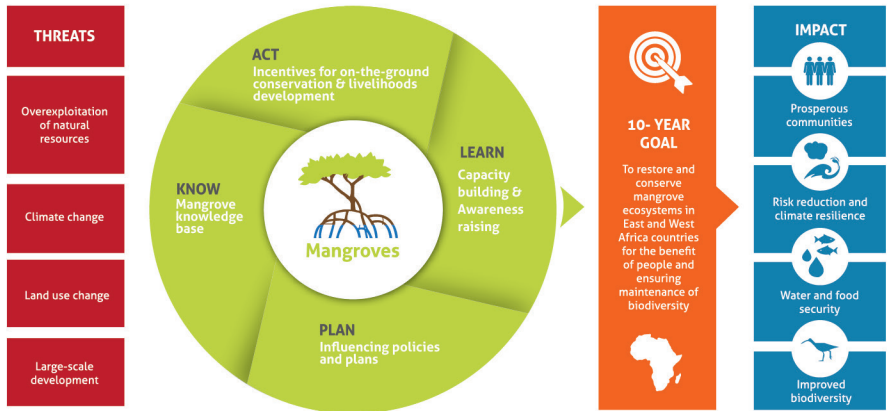 THREATS
Overexploitation
of natural
resources
Climate change
Land use change
Large-scale
development
ACT
Incentives for on-the-ground
conservation & livelihoods
development
KNOW
Mangrove
knowledge
base
Mangroves
LEARN
Capacity
building &
Awareness
raising
PLAN
Influencing policies
and plans
10- YEAR
GOAL
To restore and
conserve
mangrove
ecosystems in
East and West
Africa countries
for the benefit
of people and
ensuring
maintenance of
biodiversity
IMPACT
Prosperous
communities
Risk reduction and
climate resilience
Water and food
security
Improved
biodiversity